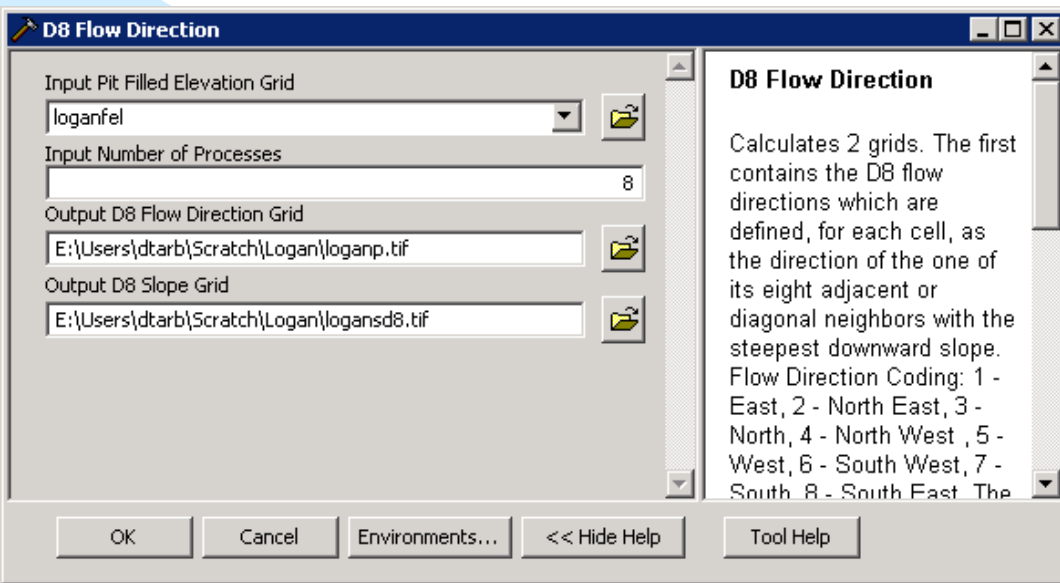 D8 Flow Direction
Input Pit Filled Elevation Grid
loganfel
Input Number of Processes
8
Output D8 Flow Direction Grid
E:\Users\dtarb\Scratch\Logan\loganp.tif
Output D8 Slope Grid
E:\Users\dtarb\Scratch\Logan\logansd8.tif
D8 Flow Direction
Calculates 2 grids. The first
contains the D8 flow
directions which are
defined, for each cell, as
the direction of the one of
its eight adjacent or
diagonal neighbors with the
steepest downward slope.
Flow Direction Coding: 1 -
East, 2 - North East, 3 -
North, 4 - North West , 5 -
West, 6 - South West, 7 -
South, 8 - South East. The
OK
Cancel
Environments...
<< Hide Help
Tool Help